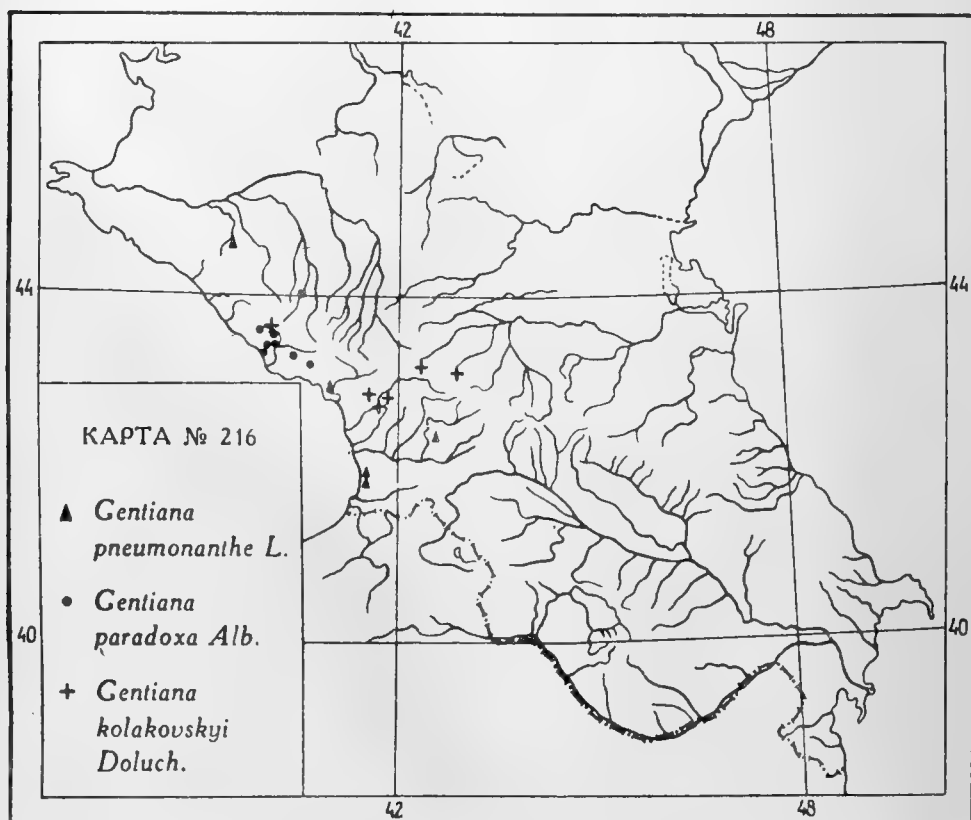 42 48
44 44
КАРТА № 216
Gentiana
pneumonanthe L.
Gentiana
paradoxa Alb.
40 40
Gentiana
kolakovskyi
Doluch.
42 48